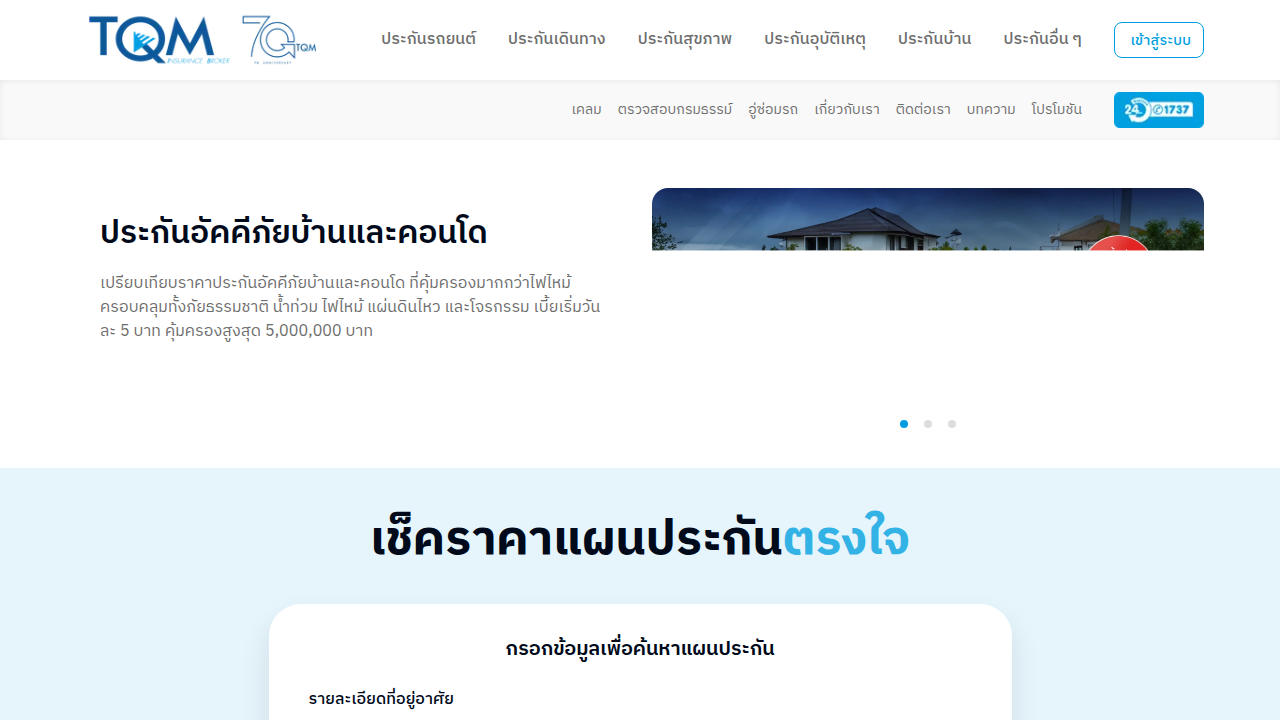 TQM
INSURANCE BROKER
TQM
70 ANNIVERSARY
ประกันรถยนต์
ประกันเดินทาง
ประกันสุขภาพ
ประกันอุบัติเหตุ
ประกันบ้าน
ประกันอื่น ๆ
เข้าสู่ระบบ
เคลม
ตรวจสอบกรมธรรม์
อู่ซ่อมรถ
เกี่ยวกับเรา
ติดต่อเรา
บทความ
โปรโมชัน
24 1737
ประกันอัคคีภัยบ้านและคอนโด
เปรียบเทียบราคาประกันอัคคีภัยบ้านและคอนโด ที่คุ้มครองมากกว่าไฟไหม้
ครอบคลุมทั้งภัยธรรมชาติ น้ำท่วม ไฟไหม้ แผ่นดินไหว และโจรกรรม เบี้ยเริ่มวัน
ละ 5 บาท คุ้มครองสูงสุด 5,000,000 บาท
เช็คราคาแผนประกันตรงใจ
กรอกข้อมูลเพื่อค้นหาแผนประกัน
รายละเอียดที่อยู่อาศัย